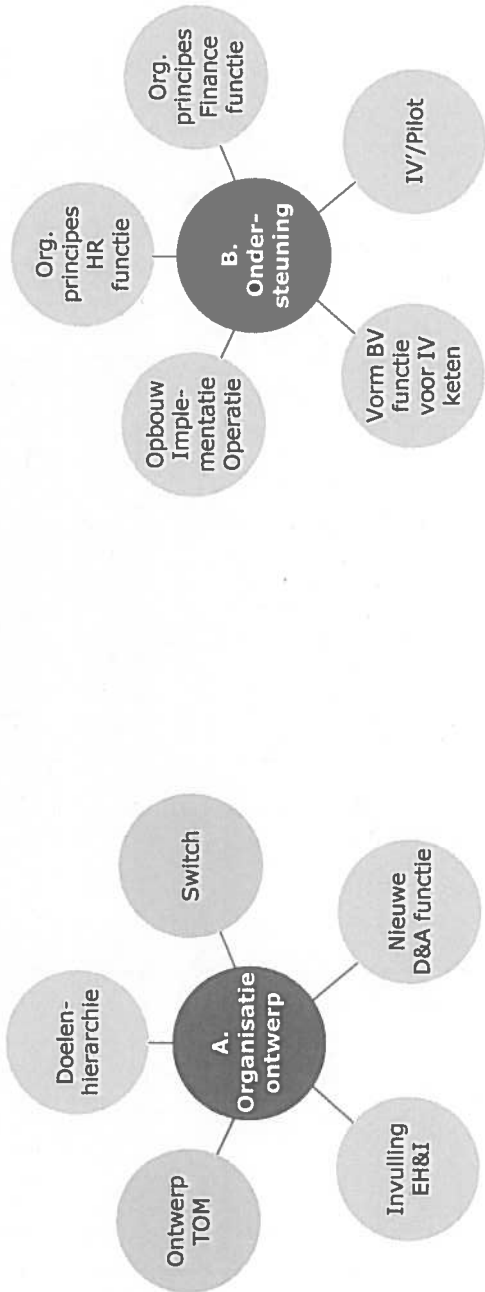 A.
Organisatie
ontwerp
Doelen-
hierarchie
Switch
Nieuwe
D&A functie
Invulling
EH&I
Ontwerp
TOM
B.
Onder-
steuning
Org.
principes
HR
functie
Org.
principes
Finance
functie
IV'/Pilot
Vorm BV
functie
voor IV
keten
Opbouw
Imple-
mentatie
Operatie